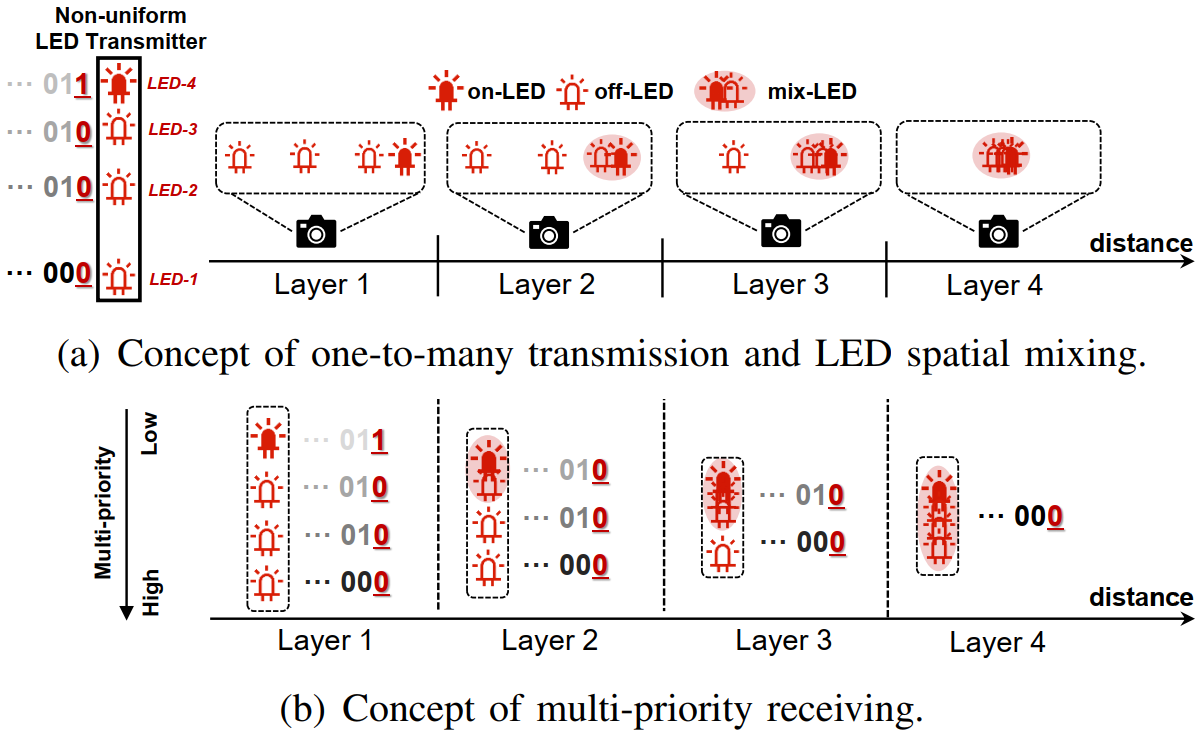 Non-uniform
LED Transmitter
··· 011 LED-4
··· 010 LED-3
··· 010 LED-2
··· 000 LED-1
on-LED off-LED mix-LED
distance
Layer 1 Layer 2 Layer 3 Layer 4
(a) Concept of one-to-many transmission and LED spatial mixing.
Multi-priority
Low
High
··· 011
··· 010
··· 010
··· 000
··· 010
··· 010
··· 000
··· 010
··· 000
··· 000
distance
Layer 1 Layer 2 Layer 3 Layer 4
(b) Concept of multi-priority receiving.